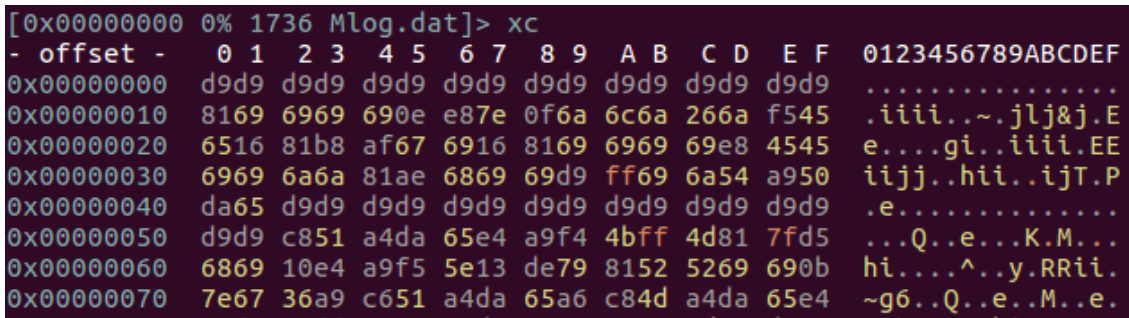 [0x00000000 0% 1736 Mlog.dat]> xc
- offset -   0 1  2 3  4 5  6 7  8 9  A B  C D  E F  0123456789ABCDEF
0x00000000  d9d9 d9d9 d9d9 d9d9 d9d9 d9d9 d9d9 d9d9  ................
0x00000010  8169 6969 690e e87e 0f6a 6c6a 266a f545  .iiii..~.jlj&j.E
0x00000020  6516 81b8 af67 6916 8169 6969 69e8 4545  e....gi..iiii.EE
0x00000030  6969 6a6a 81ae 6869 69d9 ff69 6a54 a950  iijj..hii..ijT.P
0x00000040  da65 d9d9 d9d9 d9d9 d9d9 d9d9 d9d9 d9d9  .e..............
0x00000050  d9d9 c851 a4da 65e4 a9f4 4bff 4d81 7fd5  ...Q..e...K.M...
0x00000060  6869 10e4 a9f5 5e13 de79 8152 5269 690b  hi....^..y.RRii.
0x00000070  7e67 36a9 c651 a4da 65a6 c84d a4da 65e4  ~g6..Q..e..M..e.